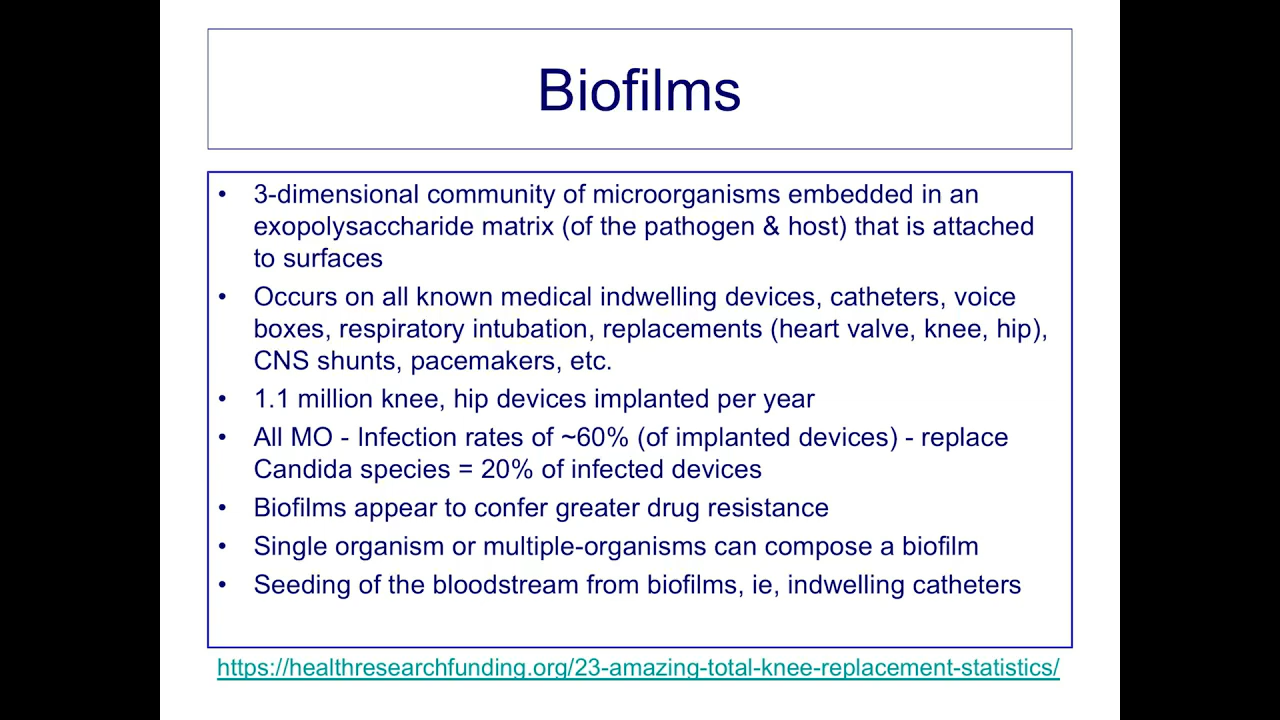 Biofilms
• 3-dimensional community of microorganisms embedded in an
exopolysaccharide matrix (of the pathogen & host) that is attached
to surfaces
• Occurs on all known medical indwelling devices, catheters, voice
boxes, respiratory intubation, replacements (heart valve, knee, hip),
CNS shunts, pacemakers, etc.
• 1.1 million knee, hip devices implanted per year
• All MO - Infection rates of ~60% (of implanted devices) - replace
Candida species = 20% of infected devices
• Biofilms appear to confer greater drug resistance
• Single organism or multiple-organisms can compose a biofilm
• Seeding of the bloodstream from biofilms, ie, indwelling catheters
https://healthresearchfunding.org/23-amazing-total-knee-replacement-statistics/